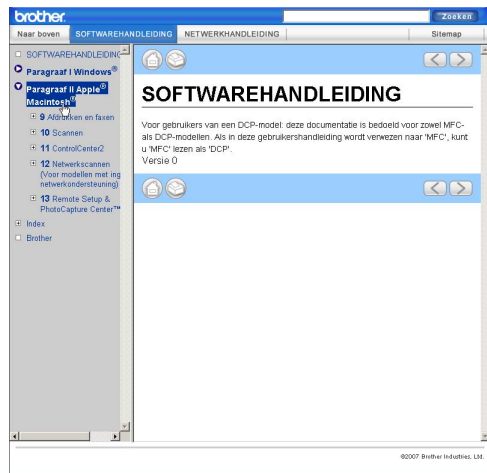 brother.
Zoeken
Naar boven SOFTWAREHANDLEIDING NETWERKHANDLEIDING Sitemap
SOFTWAREHANDLEIDING
Paragraaf I Windows®
Paragraaf II Apple®
Macintosh®
9 Afdrukken en faxen
10 Scannen
11 ControlCenter2
12 Netwerkscannen
(Voor modellen met ing
netwerkondersteuning)
13 Remote Setup &
PhotoCapture Center™
Index
Brother
SOFTWAREHANDLEIDING
Voor gebruikers van een DCP-model: deze documentatie is bedoeld voor zowel MFC-
als DCP-modellen. Als in deze gebruikershandleiding wordt verwezen naar 'MFC', kunt
u 'MFC' lezen als 'DCP'.
Versie 0
©2007 Brother Industries, Ltd.